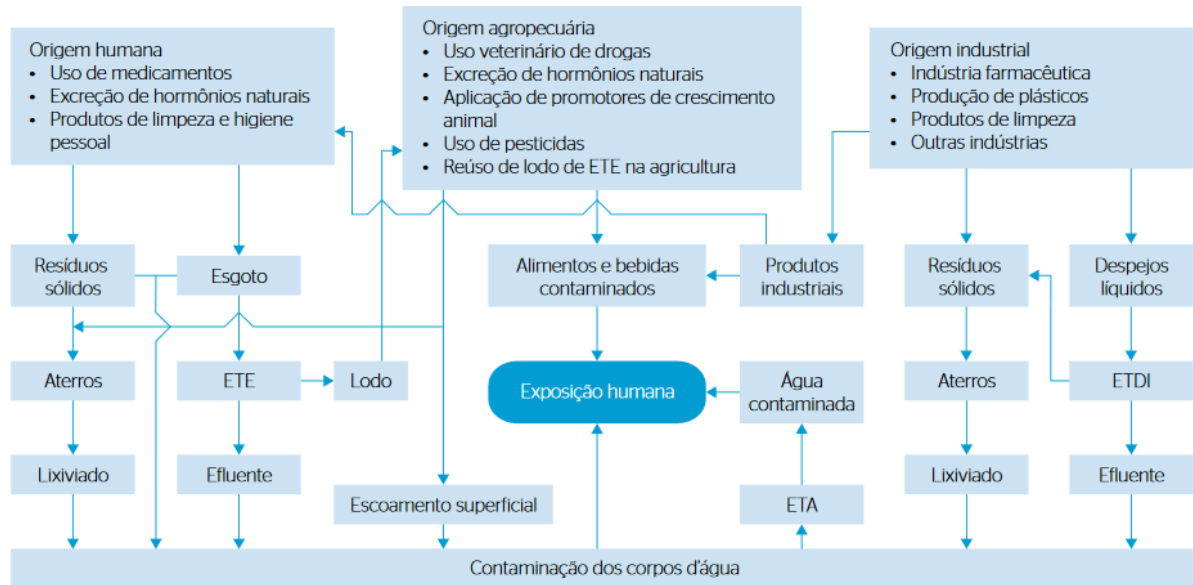 Origem humana
• Uso de medicamentos
• Excreção de hormônios naturais
• Produtos de limpeza e higiene
pessoal
Origem agropecuária
• Uso veterinário de drogas
• Excreção de hormônios naturais
• Aplicação de promotores de crescimento
animal
• Uso de pesticidas
• Reúso de lodo de ETE na agricultura
Origem industrial
• Indústria farmacêutica
• Produção de plásticos
• Produtos de limpeza
• Outras indústrias
Resíduos
sólidos
Esgoto
Alimentos e bebidas
contaminados
Produtos
industriais
Resíduos
sólidos
Despejos
líquidos
Aterros
ETE
Lodo
Exposição humana
Água
contaminada
Aterros
ETDI
Lixiviado
Efluente
Escoamento superficial
ETA
Lixiviado
Efluente
Contaminação dos corpos d'água